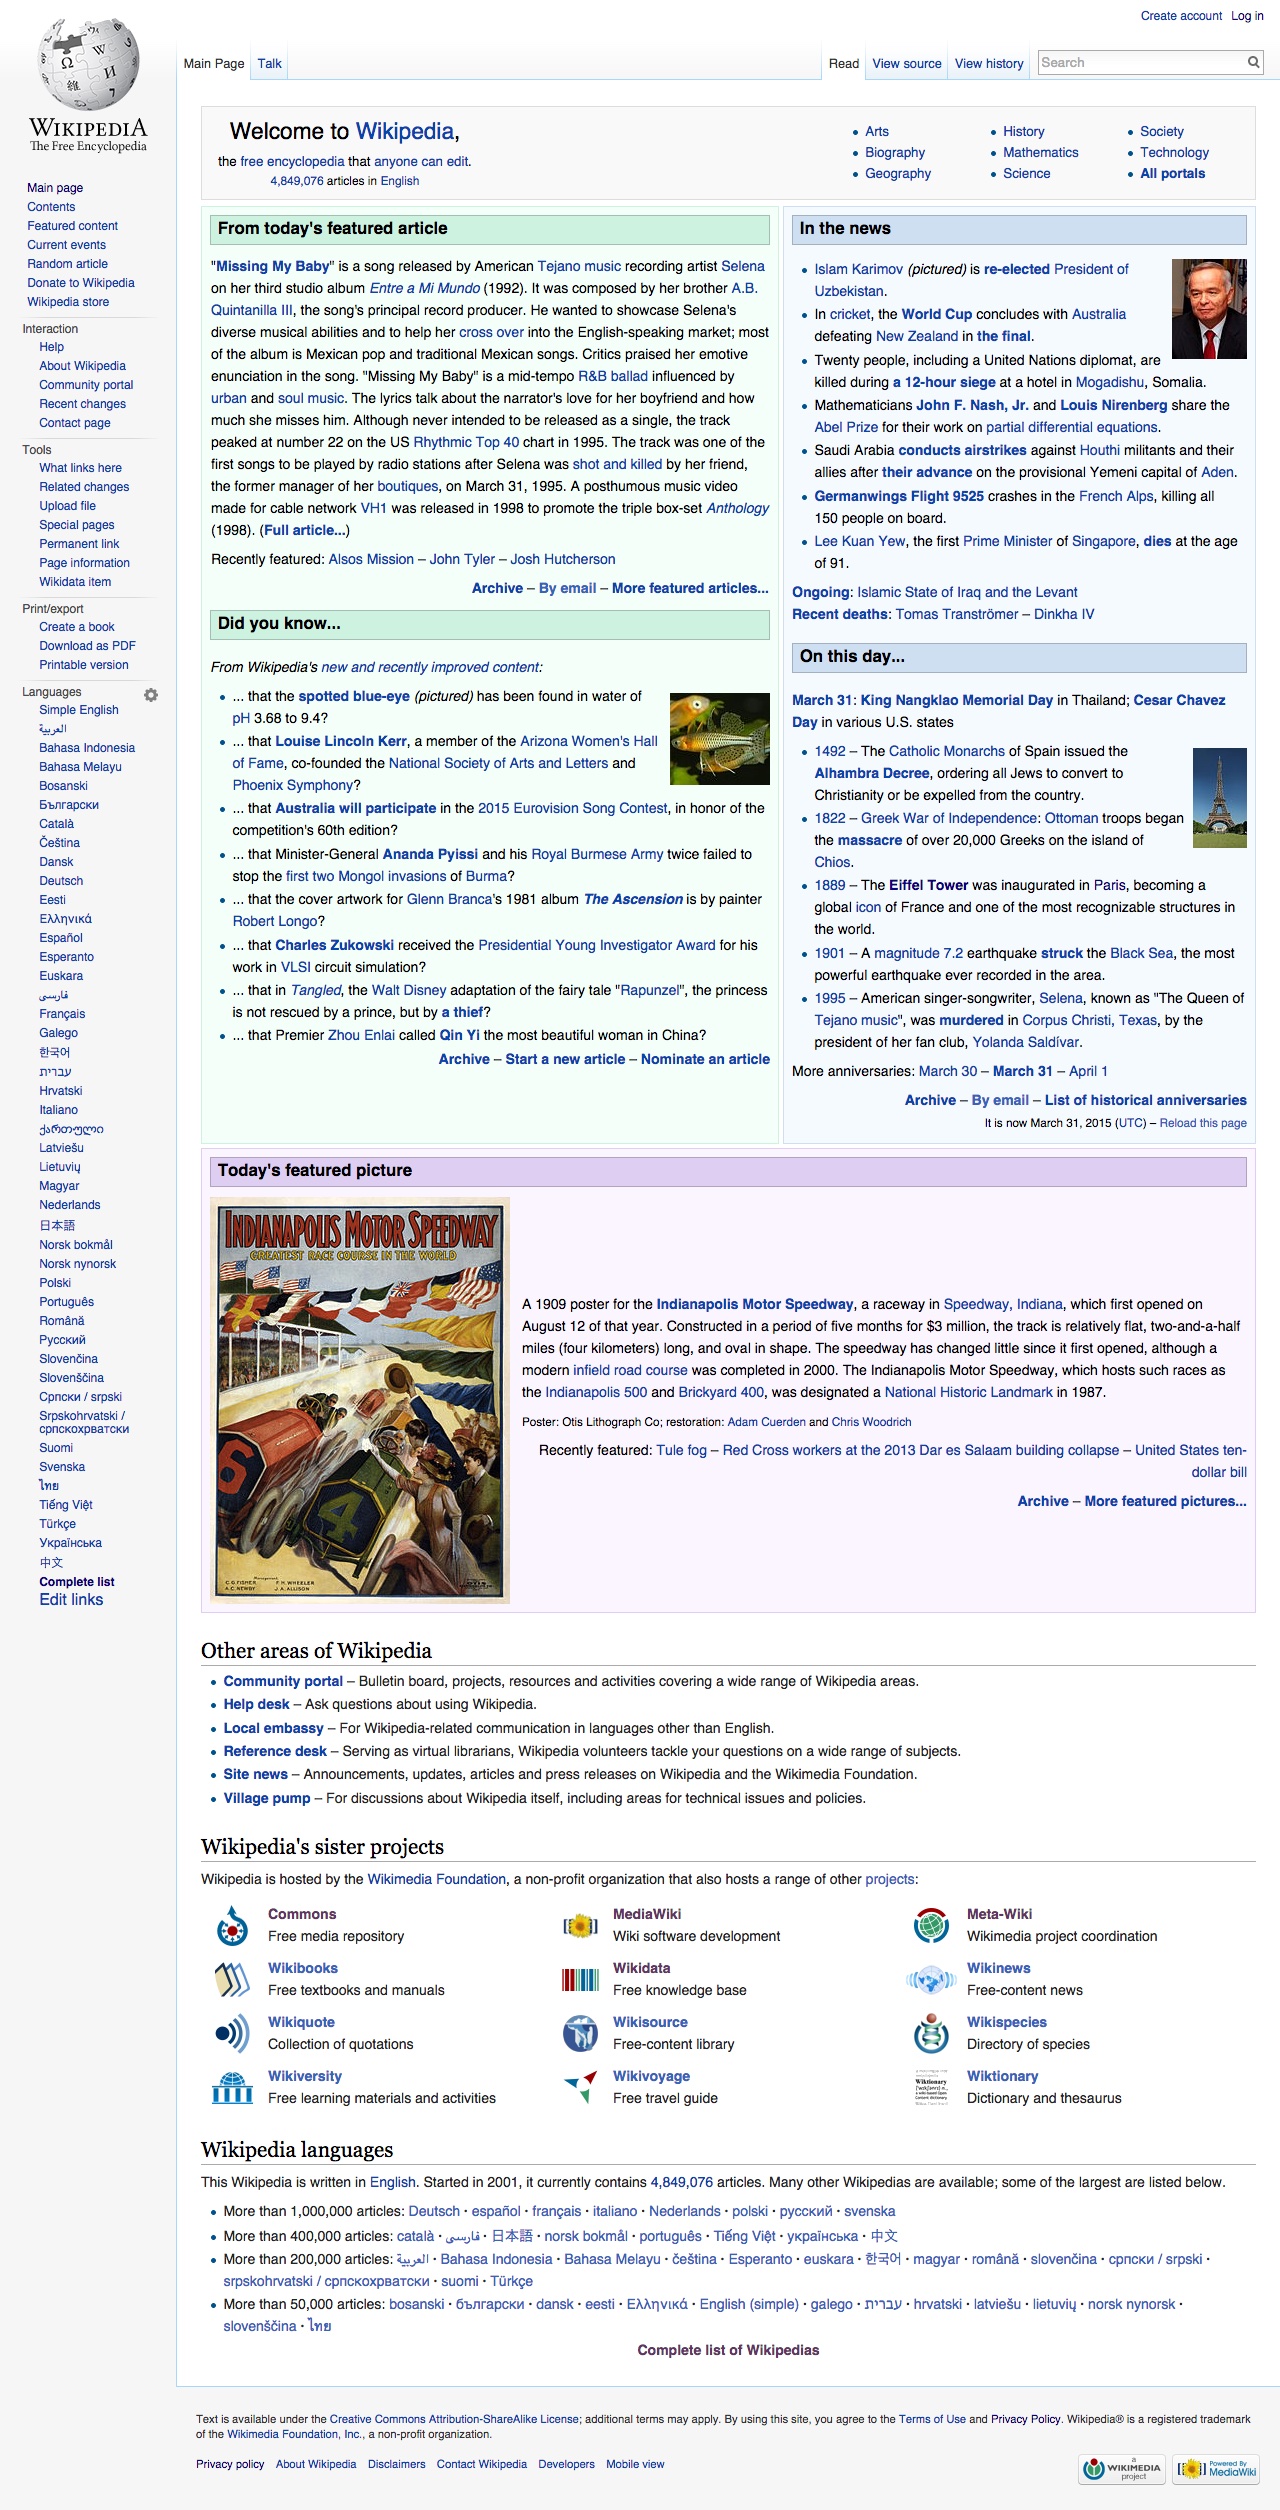 Create account Log in
Main Page Talk Read View source View history Search
WIKIPEDIA
The Free Encyclopedia
Main page
Contents
Featured content
Current events
Random article
Donate to Wikipedia
Wikipedia store
Interaction
Help
About Wikipedia
Community portal
Recent changes
Contact page
Tools
What links here
Related changes
Upload file
Special pages
Permanent link
Page information
Wikidata item
Print/export
Create a book
Download as PDF
Printable version
Languages
Simple English
العربية
Bahasa Indonesia
Bahasa Melayu
Bosanski
Български
Català
Čeština
Dansk
Deutsch
Eesti
Ελληνικά
Español
Esperanto
Euskara
فارسی
Français
Galego
한국어
עברית
Hrvatski
Italiano
ქართული
Latviešu
Lietuvių
Magyar
Nederlands
日本語
Norsk bokmål
Norsk nynorsk
Polski
Português
Română
Русский
Slovenčina
Slovenščina
Српски / srpski
Srpskohrvatski /
српскохрватски
Suomi
Svenska
ไทย
Tiếng Việt
Türkçe
Українська
中文
Complete list
Edit links
Welcome to Wikipedia,
the free encyclopedia that anyone can edit.
4,849,076 articles in English
Arts
Biography
Geography
History
Mathematics
Science
Society
Technology
All portals
From today's featured article
"Missing My Baby" is a song released by American Tejano music recording artist Selena
on her third studio album Entre a Mi Mundo (1992). It was composed by her brother A.B.
Quintanilla III, the song's principal record producer. He wanted to showcase Selena's
diverse musical abilities and to help her cross over into the English-speaking market; most
of the album is Mexican pop and traditional Mexican songs. Critics praised her emotive
enunciation in the song. "Missing My Baby" is a mid-tempo R&B ballad influenced by
urban and soul music. The lyrics talk about the narrator's love for her boyfriend and how
much she misses him. Although never intended to be released as a single, the track
peaked at number 22 on the US Rhythmic Top 40 chart in 1995. The track was one of the
first songs to be played by radio stations after Selena was shot and killed by her friend,
the former manager of her boutiques, on March 31, 1995. A posthumous music video
made for cable network VH1 was released in 1998 to promote the triple box-set Anthology
(1998). (Full article...)
Recently featured: Alsos Mission – John Tyler – Josh Hutcherson
Archive – By email – More featured articles...
Did you know...
From Wikipedia's new and recently improved content:
... that the spotted blue-eye (pictured) has been found in water of
pH 3.68 to 9.4?
... that Louise Lincoln Kerr, a member of the Arizona Women's Hall
of Fame, co-founded the National Society of Arts and Letters and
Phoenix Symphony?
... that Australia will participate in the 2015 Eurovision Song Contest, in honor of the
competition's 60th edition?
... that Minister-General Ananda Pyissi and his Royal Burmese Army twice failed to
stop the first two Mongol invasions of Burma?
... that the cover artwork for Glenn Branca's 1981 album The Ascension is by painter
Robert Longo?
... that Charles Zukowski received the Presidential Young Investigator Award for his
work in VLSI circuit simulation?
... that in Tangled, the Walt Disney adaptation of the fairy tale "Rapunzel", the princess
is not rescued by a prince, but by a thief?
... that Premier Zhou Enlai called Qin Yi the most beautiful woman in China?
Archive – Start a new article – Nominate an article
In the news
Islam Karimov (pictured) is re-elected President of
Uzbekistan.
In cricket, the World Cup concludes with Australia
defeating New Zealand in the final.
Twenty people, including a United Nations diplomat, are
killed during a 12-hour siege at a hotel in Mogadishu, Somalia.
Mathematicians John F. Nash, Jr. and Louis Nirenberg share the
Abel Prize for their work on partial differential equations.
Saudi Arabia conducts airstrikes against Houthi militants and their
allies after their advance on the provisional Yemeni capital of Aden.
Germanwings Flight 9525 crashes in the French Alps, killing all
150 people on board.
Lee Kuan Yew, the first Prime Minister of Singapore, dies at the age
of 91.
Ongoing: Islamic State of Iraq and the Levant
Recent deaths: Tomas Tranströmer – Dinkha IV
On this day...
March 31: King Nangklao Memorial Day in Thailand; Cesar Chavez
Day in various U.S. states
1492 – The Catholic Monarchs of Spain issued the
Alhambra Decree, ordering all Jews to convert to
Christianity or be expelled from the country.
1822 – Greek War of Independence: Ottoman troops began
the massacre of over 20,000 Greeks on the island of
Chios.
1889 – The Eiffel Tower was inaugurated in Paris, becoming a
global icon of France and one of the most recognizable structures in
the world.
1901 – A magnitude 7.2 earthquake struck the Black Sea, the most
powerful earthquake ever recorded in the area.
1995 – American singer-songwriter, Selena, known as "The Queen of
Tejano music", was murdered in Corpus Christi, Texas, by the
president of her fan club, Yolanda Saldívar.
More anniversaries: March 30 – March 31 – April 1
Archive – By email – List of historical anniversaries
It is now March 31, 2015 (UTC) – Reload this page
Today's featured picture
INDIANAPOLIS MOTOR SPEEDWAY
GREATEST RACE COURSE IN THE WORLD
6
4
Management
C.G. FISHER F.H. WHEELER
A.C. NEWBY J.A. ALLISON
A 1909 poster for the Indianapolis Motor Speedway, a raceway in Speedway, Indiana, which first opened on
August 12 of that year. Constructed in a period of five months for $3 million, the track is relatively flat, two-and-a-half
miles (four kilometers) long, and oval in shape. The speedway has changed little since it first opened, although a
modern infield road course was completed in 2000. The Indianapolis Motor Speedway, which hosts such races as
the Indianapolis 500 and Brickyard 400, was designated a National Historic Landmark in 1987.
Poster: Otis Lithograph Co; restoration: Adam Cuerden and Chris Woodrich
Recently featured: Tule fog – Red Cross workers at the 2013 Dar es Salaam building collapse – United States ten-
dollar bill
Archive – More featured pictures...
Other areas of Wikipedia
Community portal – Bulletin board, projects, resources and activities covering a wide range of Wikipedia areas.
Help desk – Ask questions about using Wikipedia.
Local embassy – For Wikipedia-related communication in languages other than English.
Reference desk – Serving as virtual librarians, Wikipedia volunteers tackle your questions on a wide range of subjects.
Site news – Announcements, updates, articles and press releases on Wikipedia and the Wikimedia Foundation.
Village pump – For discussions about Wikipedia itself, including areas for technical issues and policies.
Wikipedia's sister projects
Wikipedia is hosted by the Wikimedia Foundation, a non-profit organization that also hosts a range of other projects:
Commons
Free media repository
MediaWiki
Wiki software development
Meta-Wiki
Wikimedia project coordination
Wikibooks
Free textbooks and manuals
Wikidata
Free knowledge base
Wikinews
Free-content news
Wikiquote
Collection of quotations
Wikisource
Free-content library
Wikispecies
Directory of species
Wikiversity
Free learning materials and activities
Wikivoyage
Free travel guide
Wiktionary
Wiktionary
Dictionary and thesaurus
Wikipedia languages
This Wikipedia is written in English. Started in 2001, it currently contains 4,849,076 articles. Many other Wikipedias are available; some of the largest are listed below.
More than 1,000,000 articles: Deutsch · español · français · italiano · Nederlands · polski · русский · svenska
More than 400,000 articles: català · فارسی · 日本語 · norsk bokmål · português · Tiếng Việt · українська · 中文
More than 200,000 articles: العربية · Bahasa Indonesia · Bahasa Melayu · čeština · Esperanto · euskara · 한국어 · magyar · română · slovenčina · српски / srpski ·
srpskohrvatski / српскохрватски · suomi · Türkçe
More than 50,000 articles: bosanski · български · dansk · eesti · Ελληνικά · English (simple) · galego · עברית · hrvatski · latviešu · lietuvių · norsk nynorsk ·
slovenščina · ไทย
Complete list of Wikipedias
Text is available under the Creative Commons Attribution-ShareAlike License; additional terms may apply. By using this site, you agree to the Terms of Use and Privacy Policy. Wikipedia® is a registered trademark
of the Wikimedia Foundation, Inc., a non-profit organization.
Privacy policy About Wikipedia Disclaimers Contact Wikipedia Developers Mobile view
a
WIKIMEDIA
project
Powered By
MediaWiki